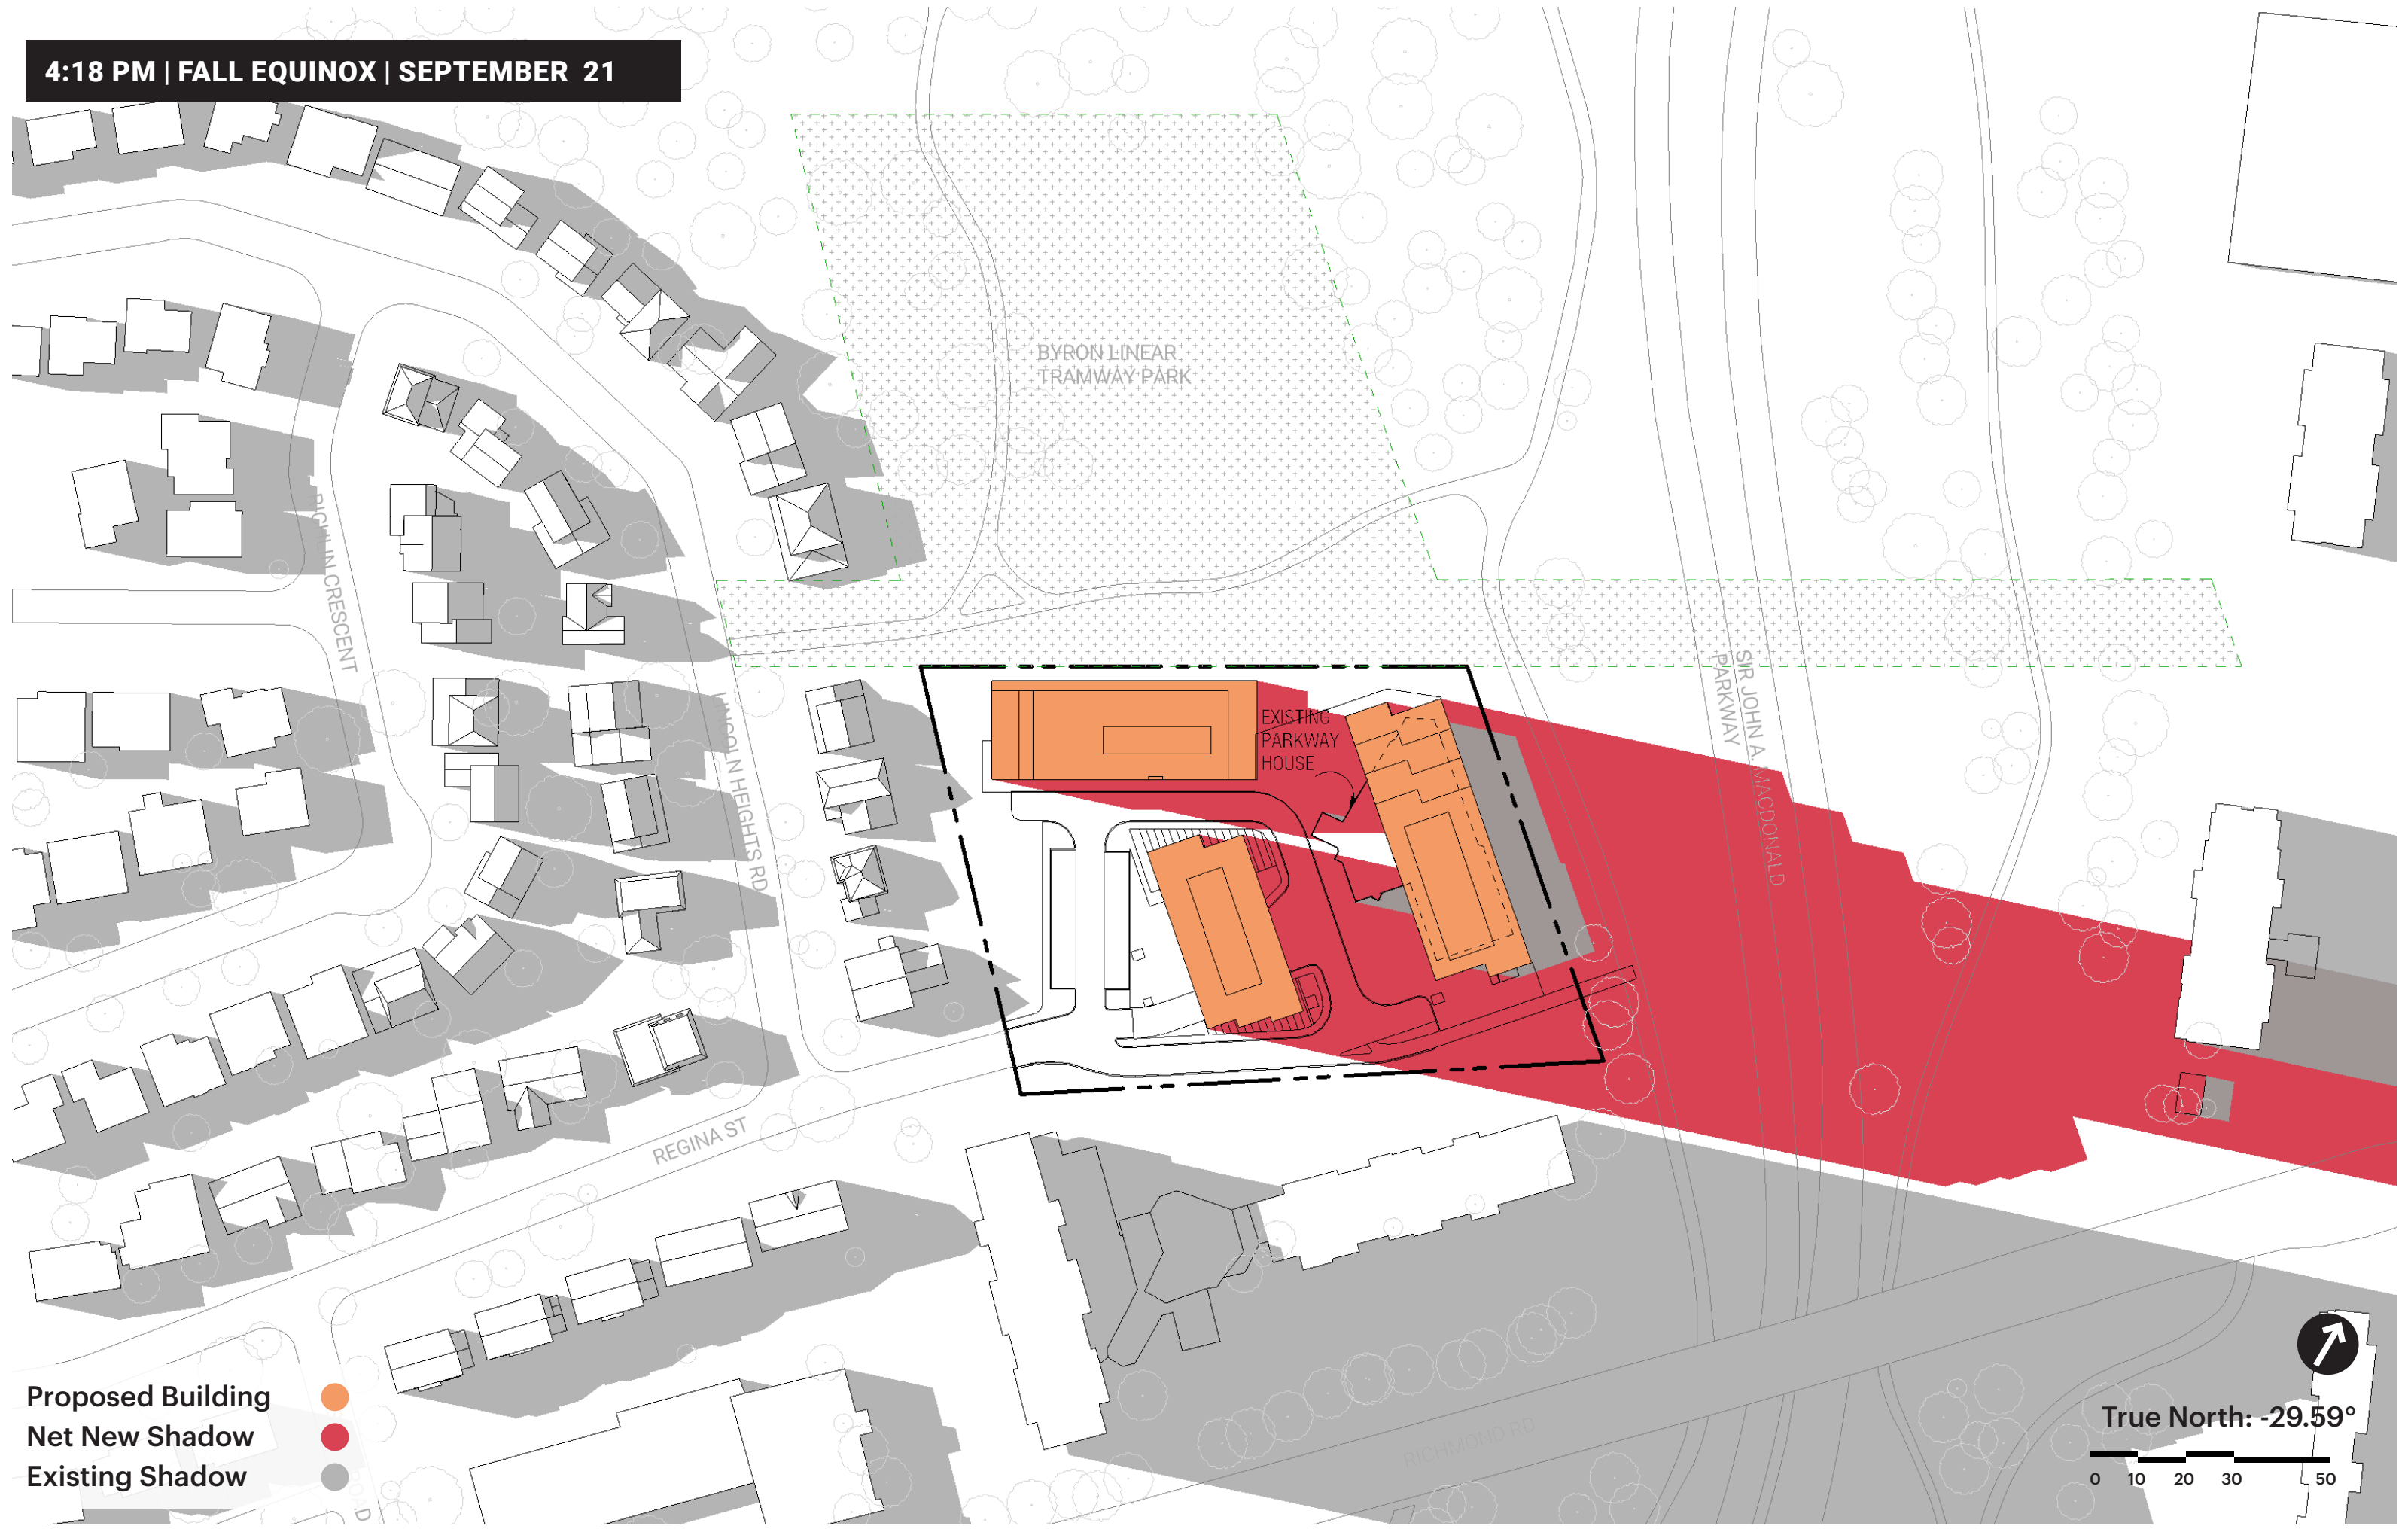 4:18 PM | FALL EQUINOX | SEPTEMBER 21
BYRON LINEAR
TRAMWAY PARK
RICHLIN CRESCENT
LINCOLN HEIGHTS RD
SIR JOHN A. MACDONALD
PARKWAY
EXISTING
PARKWAY
HOUSE
REGINA ST
RICHMOND RD
Proposed Building
Net New Shadow
Existing Shadow
True North: -29.59°
0 10 20 30 50